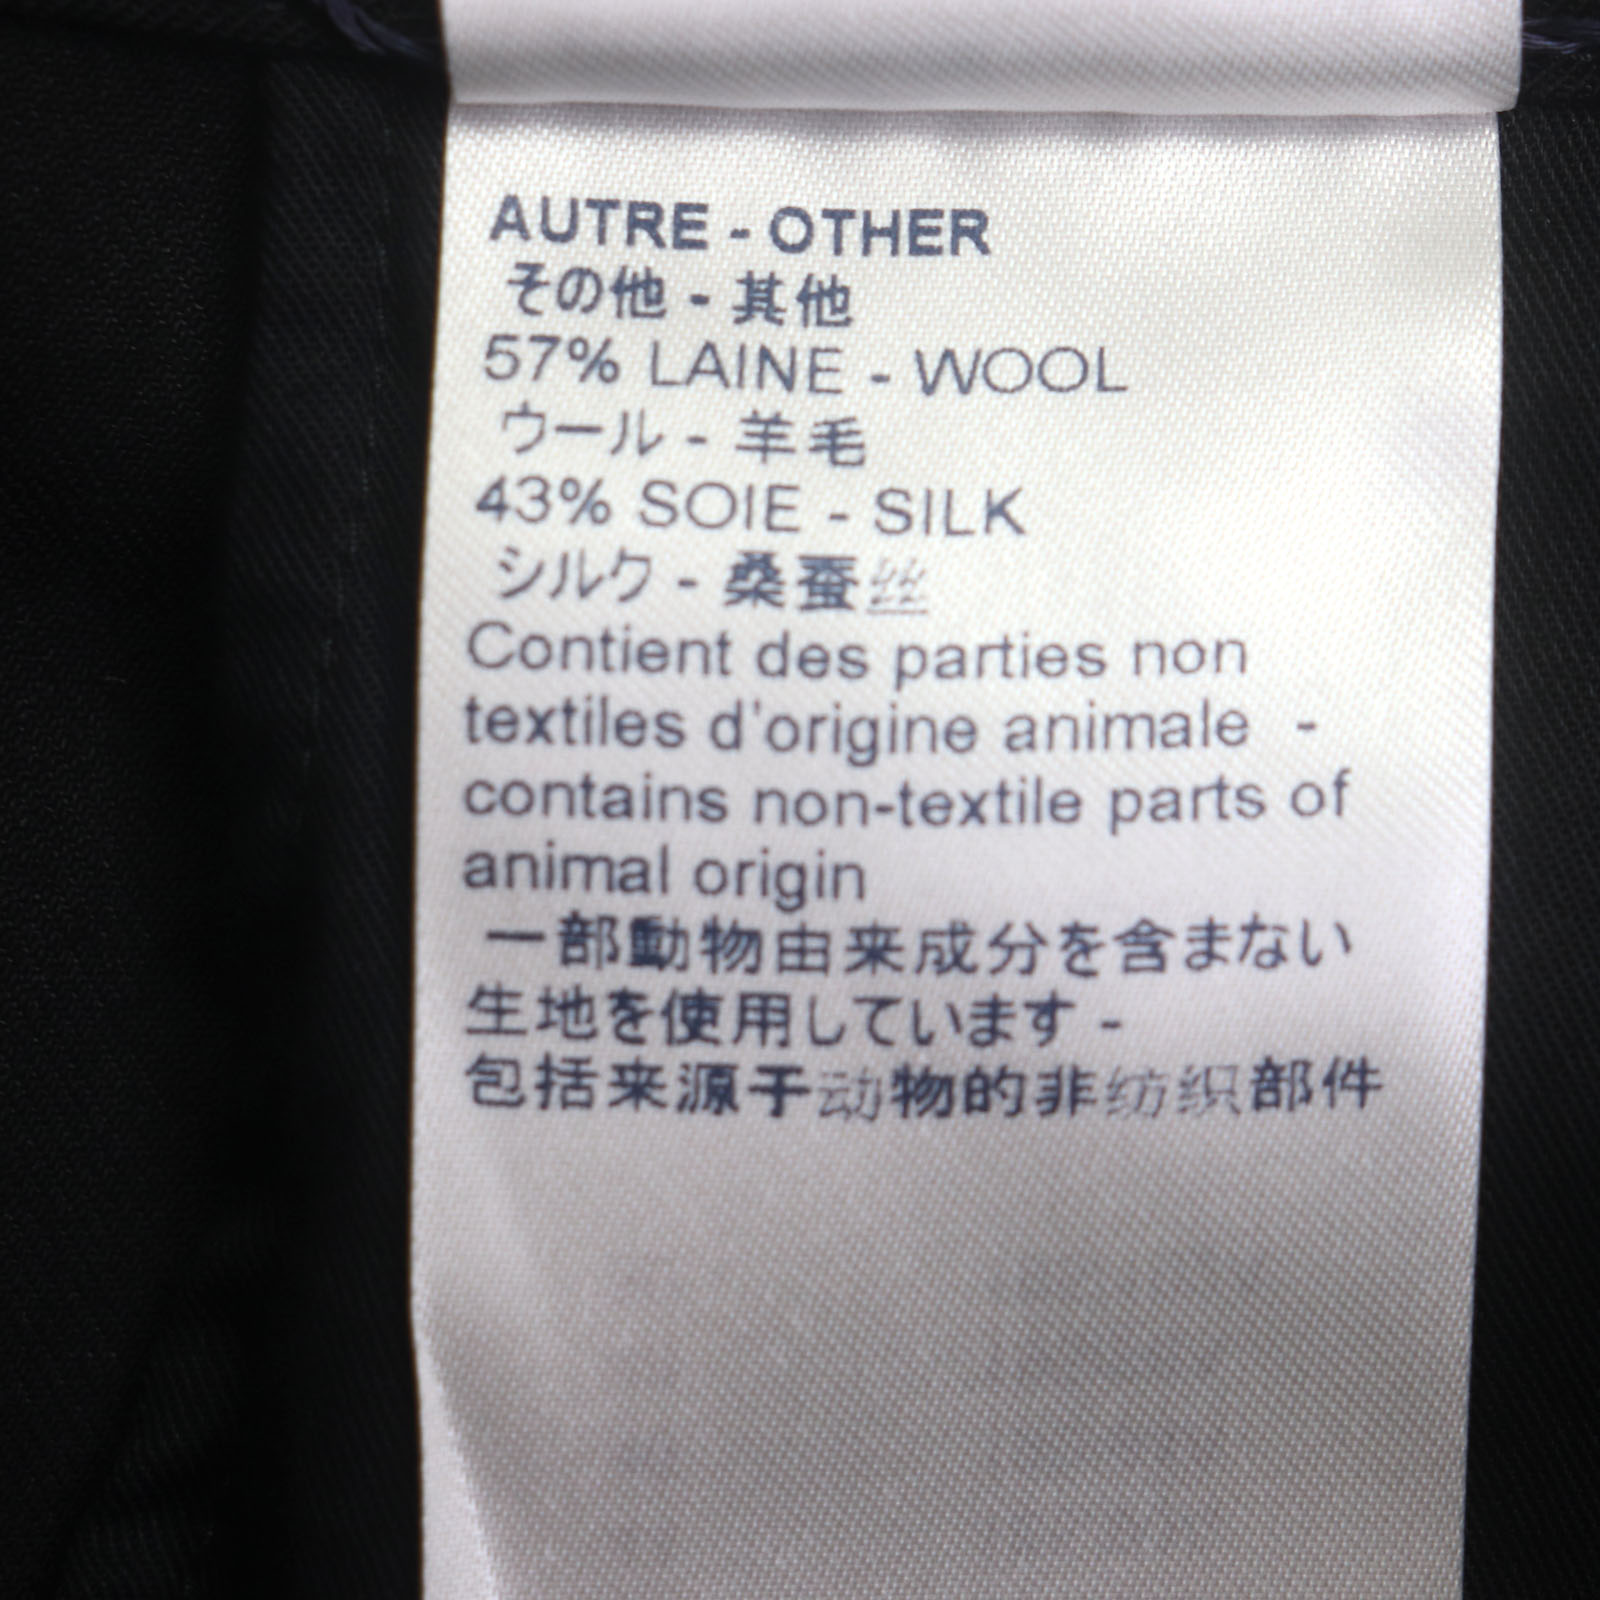 AUTRE - OTHER
その他 - 其他
57% LAINE - WOOL
ウール - 羊毛
43% SOIE - SILK
シルク - 桑蚕丝
Contient des parties non
textiles d'origine animale -
contains non-textile parts of
animal origin
一部動物由来成分を含まない
生地を使用しています -
包括来源于动物的非纺织部件